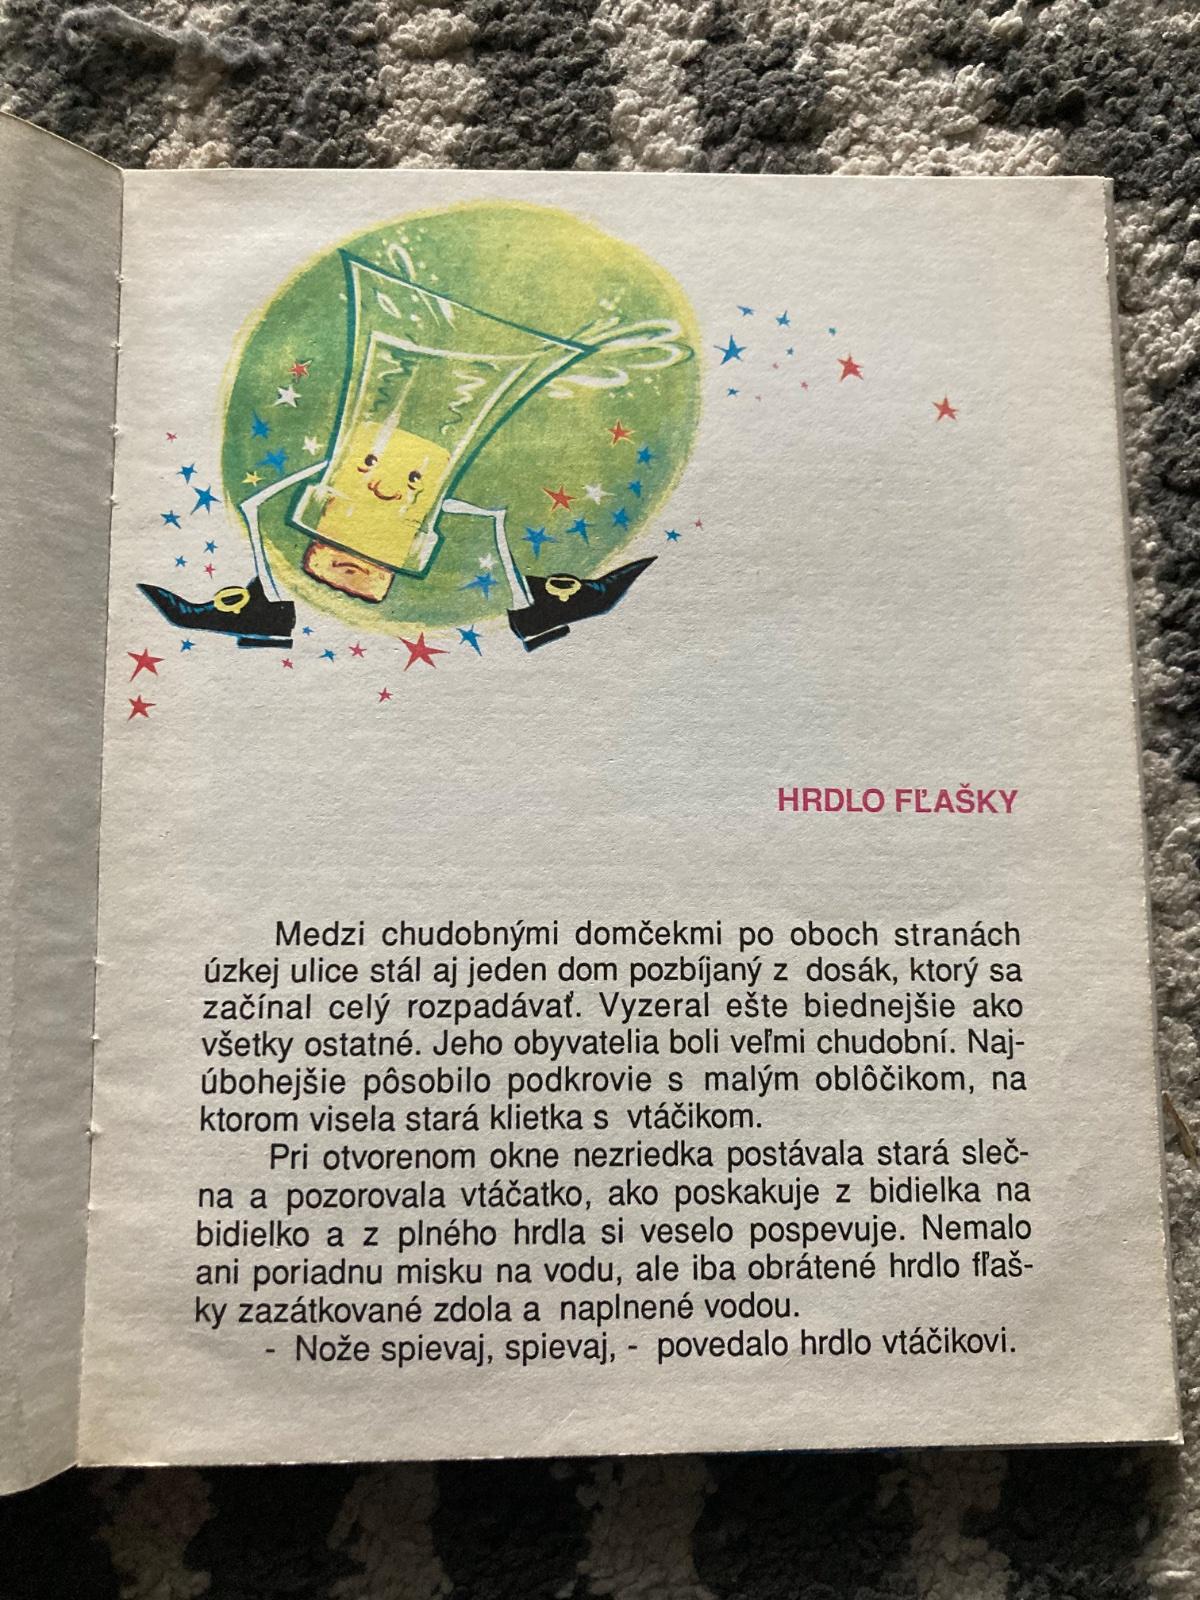 HRDLO FĽAŠKY
Medzi chudobnými domčekmi po oboch stranách
úzkej ulice stál aj jeden dom pozbíjaný z dosák, ktorý sa
začínal celý rozpadávať. Vyzeral ešte biednejšie ako
všetky ostatné. Jeho obyvatelia boli veľmi chudobní. Naj-
úbohejšie pôsobilo podkrovie s malým oblôčikom, na
ktorom visela stará klietka s vtáčikom.
Pri otvorenom okne nezriedka postávala stará sleč-
na a pozorovala vtáčatko, ako poskakuje z bidielka na
bidielko a z plného hrdla si veselo pospevuje. Nemalo
ani poriadnu misku na vodu, ale iba obrátené hrdlo fľaš-
ky zazátkované zdola a naplnené vodou.
- Nože spievaj, spievaj, - povedalo hrdlo vtáčikovi.